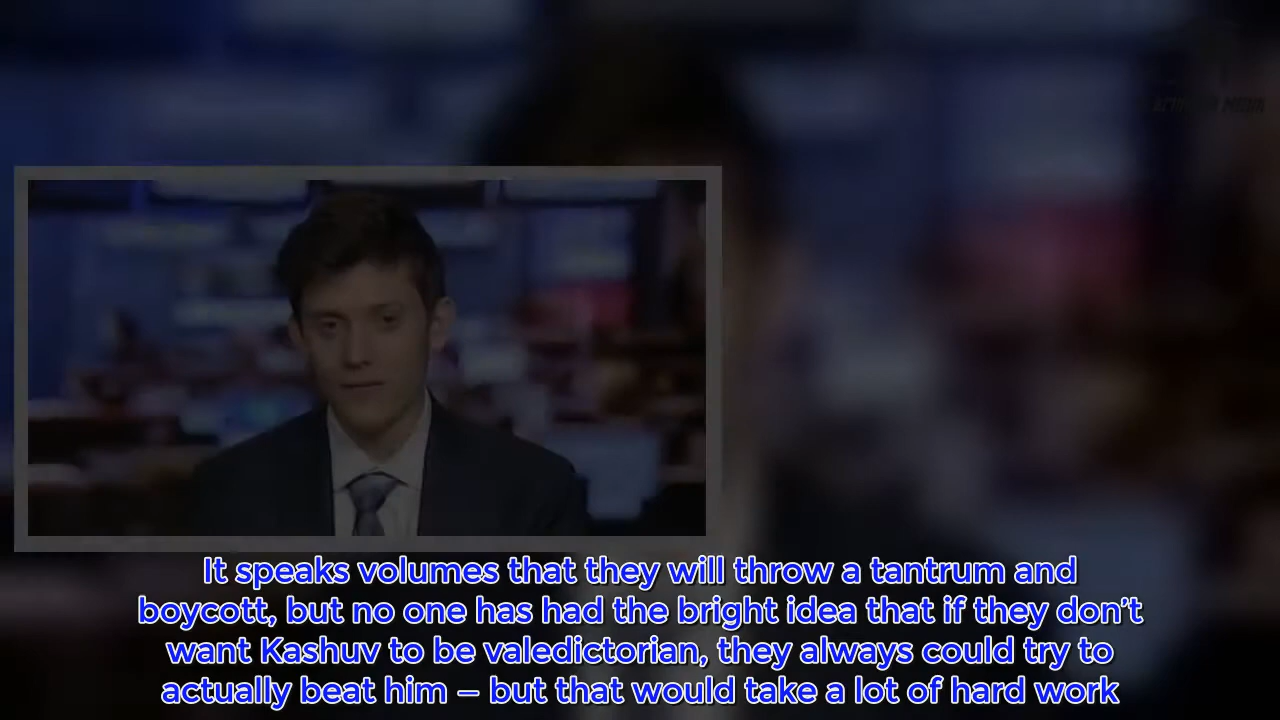 It speaks volumes that they will throw a tantrum and
boycott, but no one has had the bright idea that if they don't
want Kashuv to be valedictorian, they always could try to
actually beat him – but that would take a lot of hard work